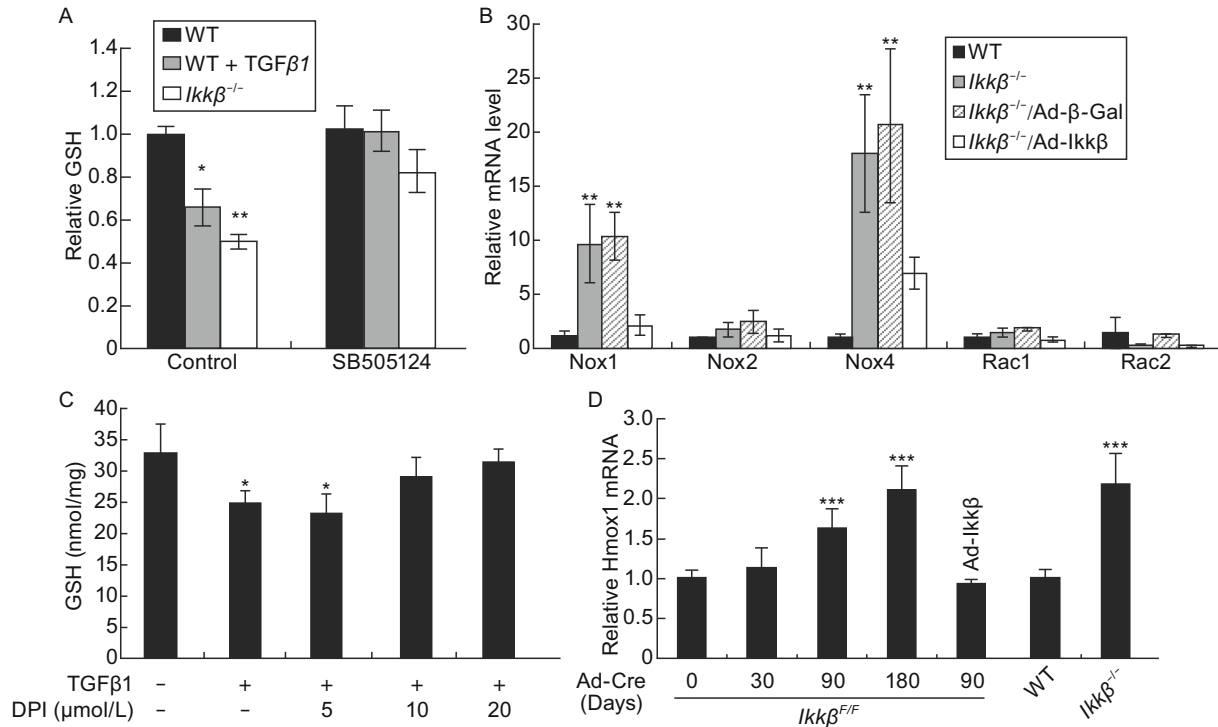 A
WT
WT + TGFβ1
Ikkβ−/−
1.4
1.2
1.0
0.8
0.6
0.4
0.2
0
Relative GSH
*
**
Control
SB505124
B
30
25
20
15
10
5
0
Relative mRNA level
WT
Ikkβ−/−
Ikkβ−/−/Ad-β-Gal
Ikkβ−/−/Ad-Ikkβ
** **
** **
Nox1
Nox2
Nox4
Rac1
Rac2
C
40
35
30
25
20
15
10
5
0
GSH (nmol/mg)
*
*
TGFβ1 − + + + +
DPI (μmol/L) − − 5 10 20
D
3.0
2.5
2.0
1.5
1.0
0.5
0.0
Relative Hmox1 mRNA
***
***
Ad-Ikkβ
***
Ad-Cre 0 30 90 180 90
(Days)
IkkβF/F
WT
Ikkβ−/−